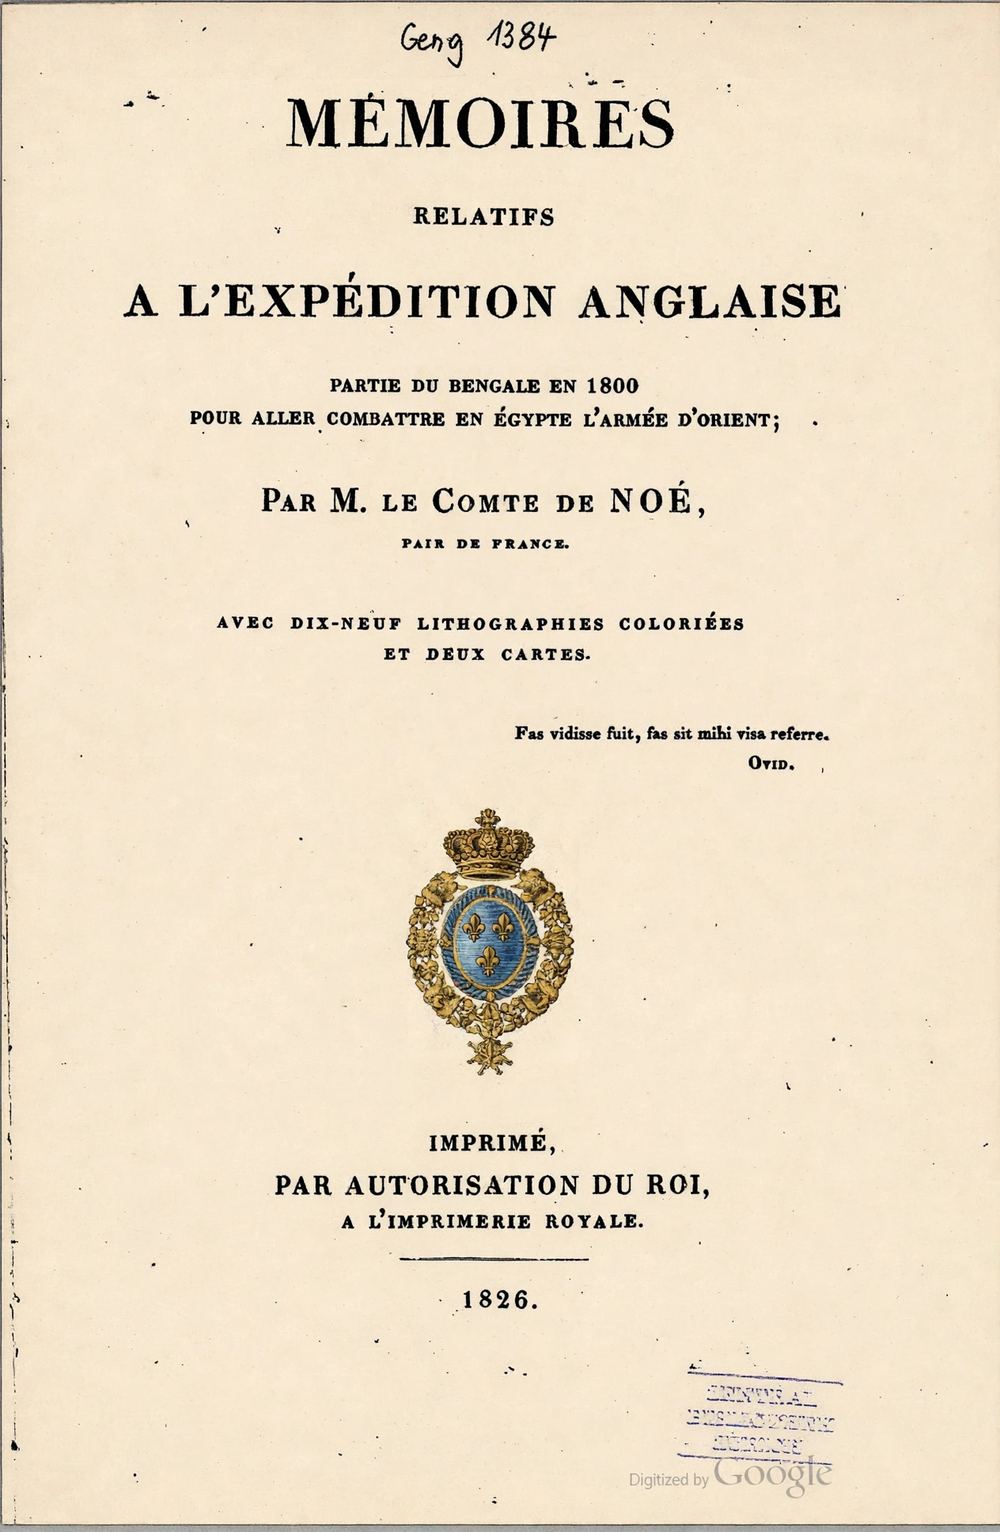 Geng 1384
MÉMOIRES
RELATIFS
A L'EXPÉDITION ANGLAISE
PARTIE DU BENGALE EN 1800
POUR ALLER COMBATTRE EN ÉGYPTE L'ARMÉE D'ORIENT;
PAR M. LE COMTE DE NOÉ,
PAIR DE FRANCE.
AVEC DIX-NEUF LITHOGRAPHIES COLORIÉES
ET DEUX CARTES.
Fas vidisse fuit, fas sit mihi visa referre.
OVID.
IMPRIMÉ,
PAR AUTORISATION DU ROI,
A L'IMPRIMERIE ROYALE.
1826.
Digitized by Google